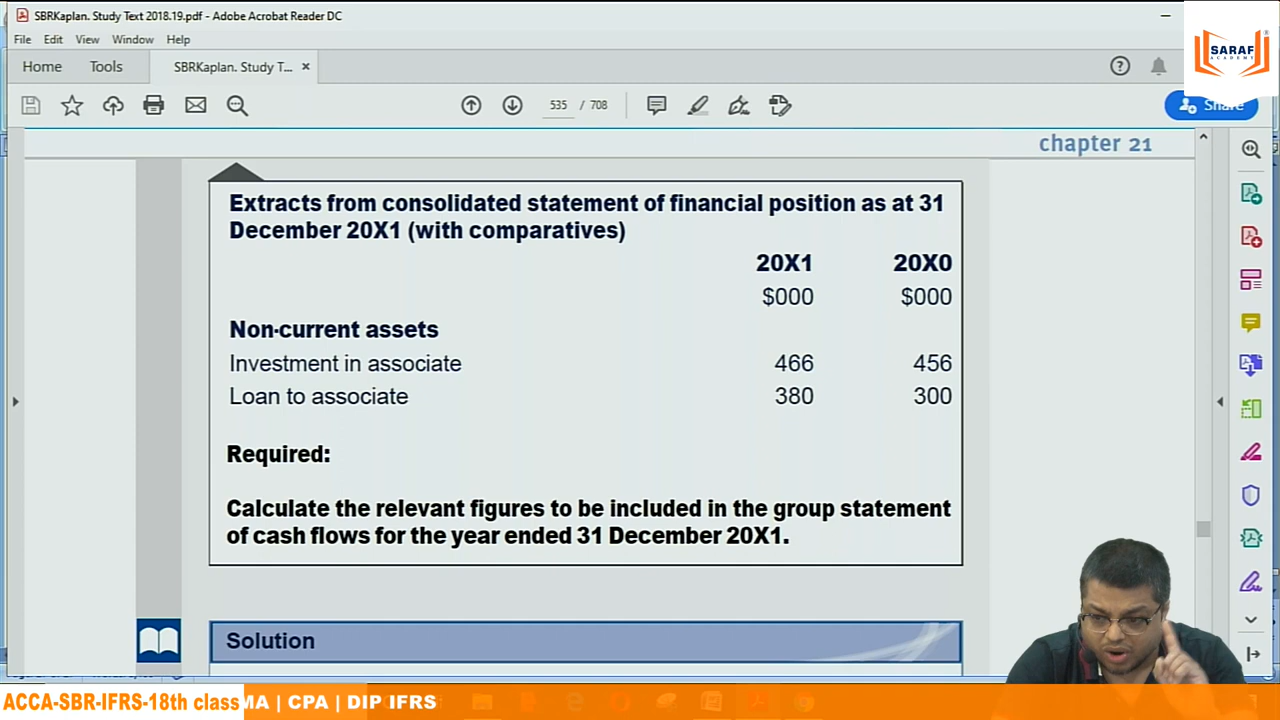 SBRKaplan. Study Text 2018.19.pdf - Adobe Acrobat Reader DC
File Edit View Window Help
Home Tools SBRKaplan. Study T... ×
535 / 708
Share
SARAF
ACADEMY
chapter 21
Extracts from consolidated statement of financial position as at 31
December 20X1 (with comparatives)
20X1 20X0
$000 $000
Non-current assets
Investment in associate 466 456
Loan to associate 380 300
Required:
Calculate the relevant figures to be included in the group statement
of cash flows for the year ended 31 December 20X1.
Solution
ACCA-SBR-IFRS-18th class MA | CPA | DIP IFRS